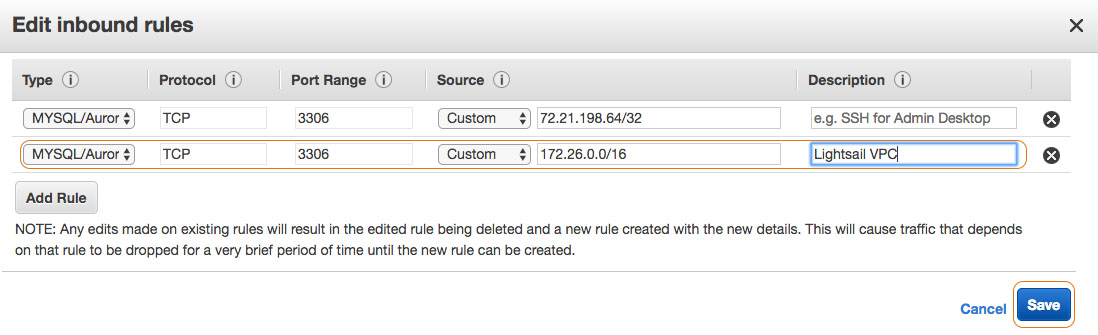 Edit inbound rules
Type Protocol Port Range Source Description
MYSQL/Auror TCP 3306 Custom 72.21.198.64/32 e.g. SSH for Admin Desktop
MYSQL/Auror TCP 3306 Custom 172.26.0.0/16 Lightsail VPC
Add Rule
NOTE: Any edits made on existing rules will result in the edited rule being deleted and a new rule created with the new details. This will cause traffic that depends
on that rule to be dropped for a very brief period of time until the new rule can be created.
Cancel Save